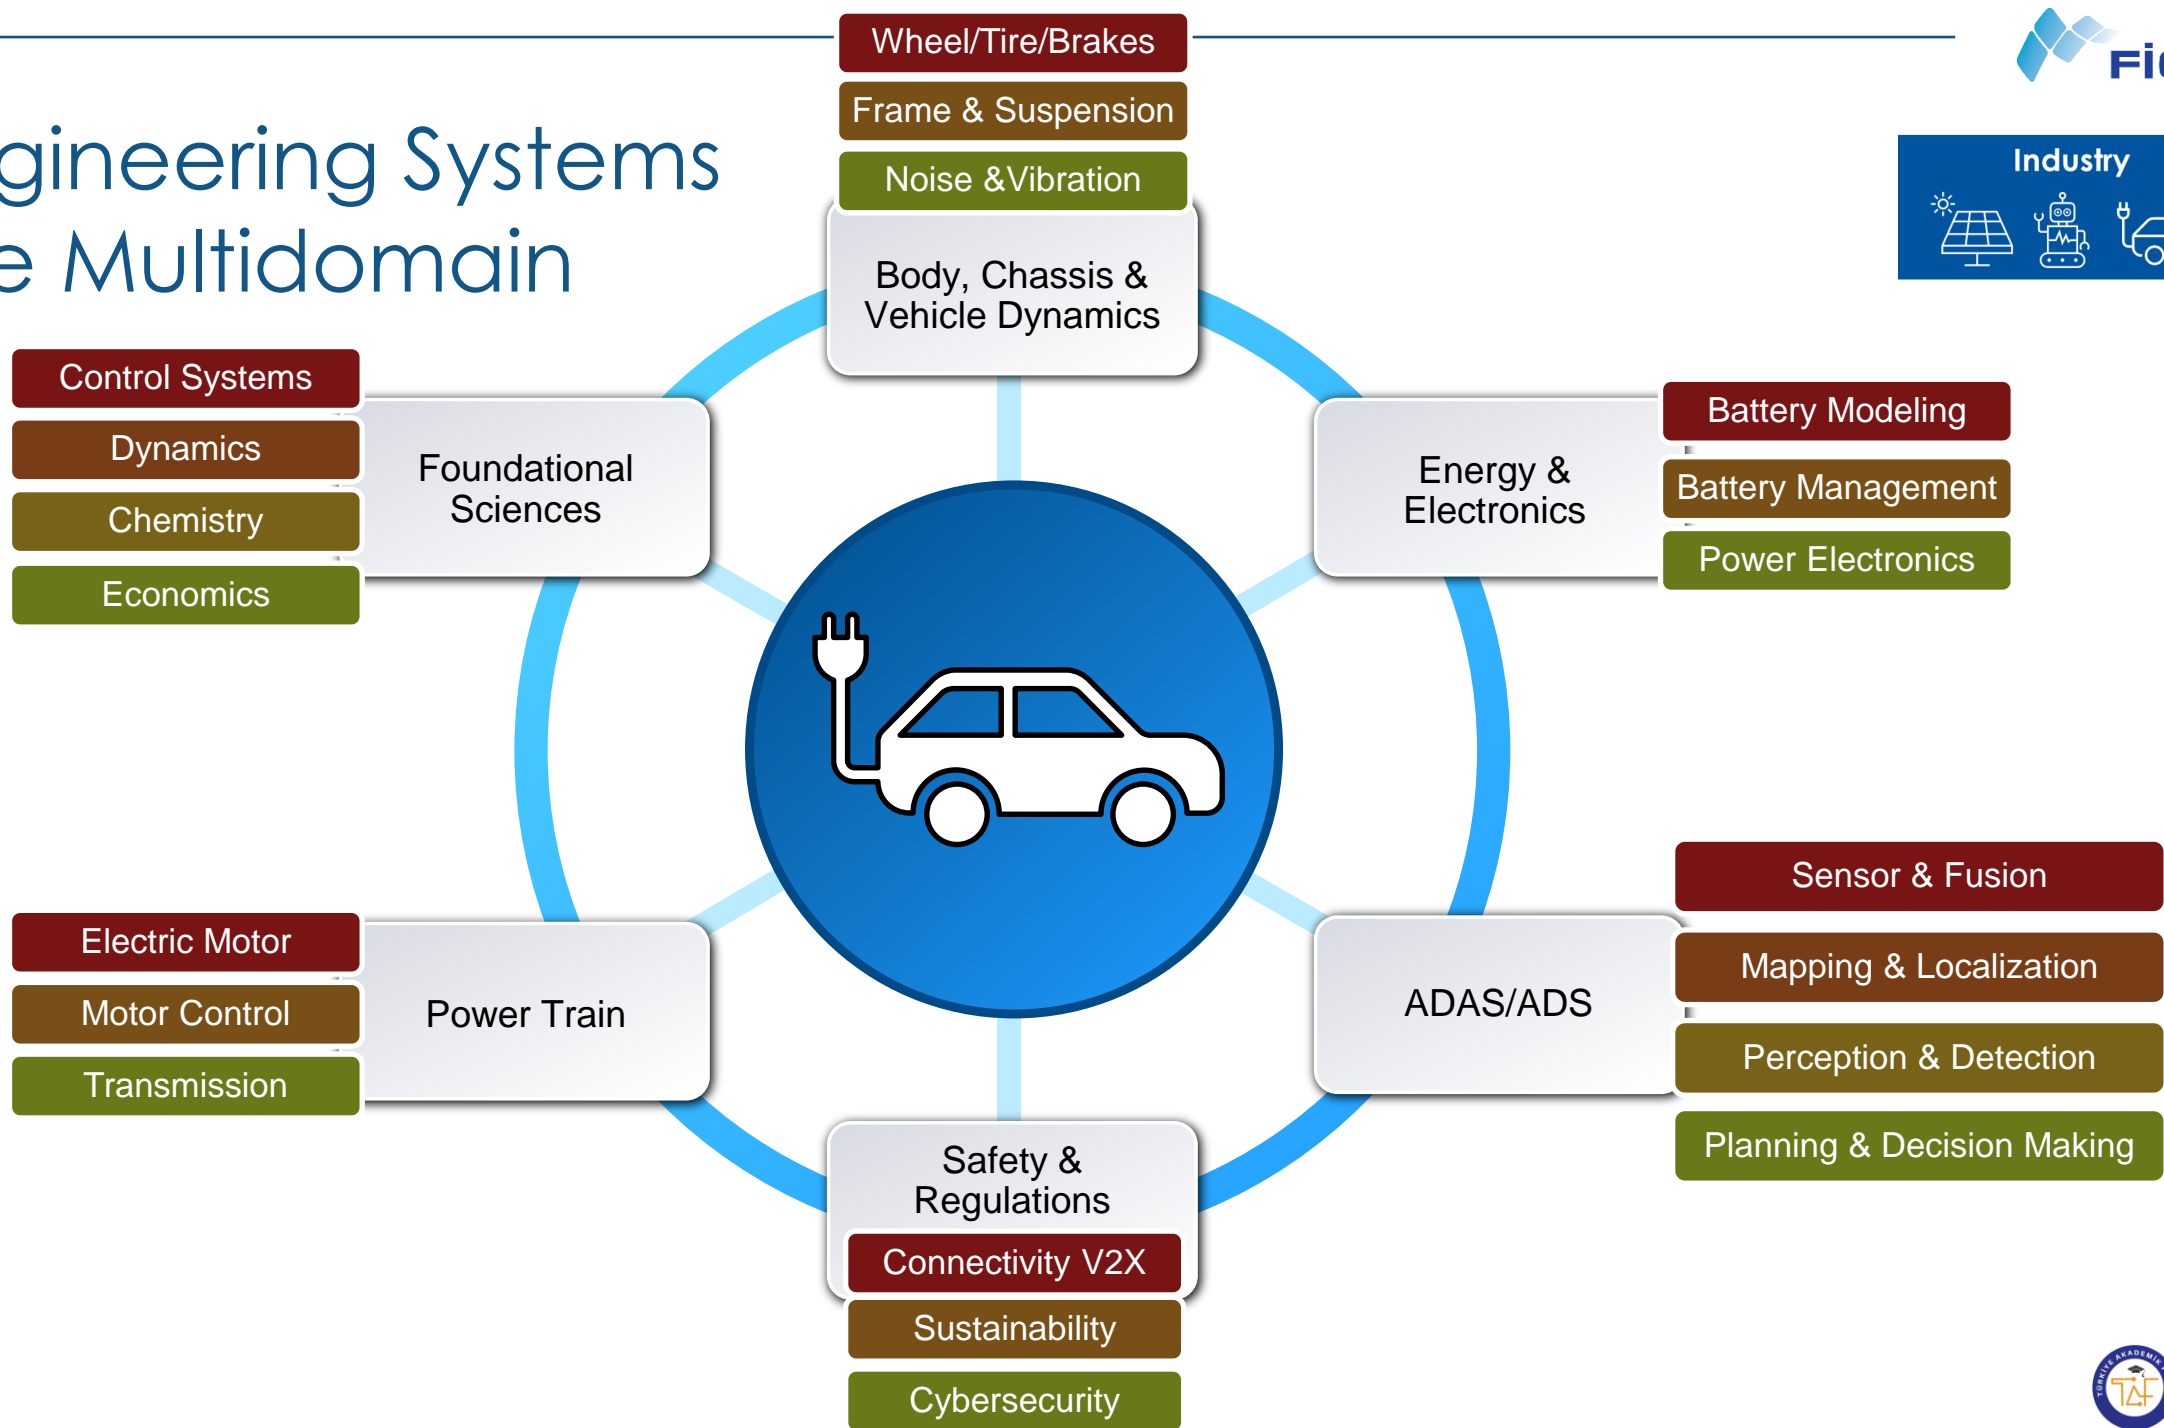 gineering Systems
e Multidomain
Industry
Wheel/Tire/Brakes
Frame & Suspension
Noise &Vibration
Body, Chassis &
Vehicle Dynamics
Control Systems
Dynamics
Chemistry
Economics
Foundational
Sciences
Energy &
Electronics
Battery Modeling
Battery Management
Power Electronics
Electric Motor
Motor Control
Transmission
Power Train
ADAS/ADS
Sensor & Fusion
Mapping & Localization
Perception & Detection
Planning & Decision Making
Safety &
Regulations
Connectivity V2X
Sustainability
Cybersecurity